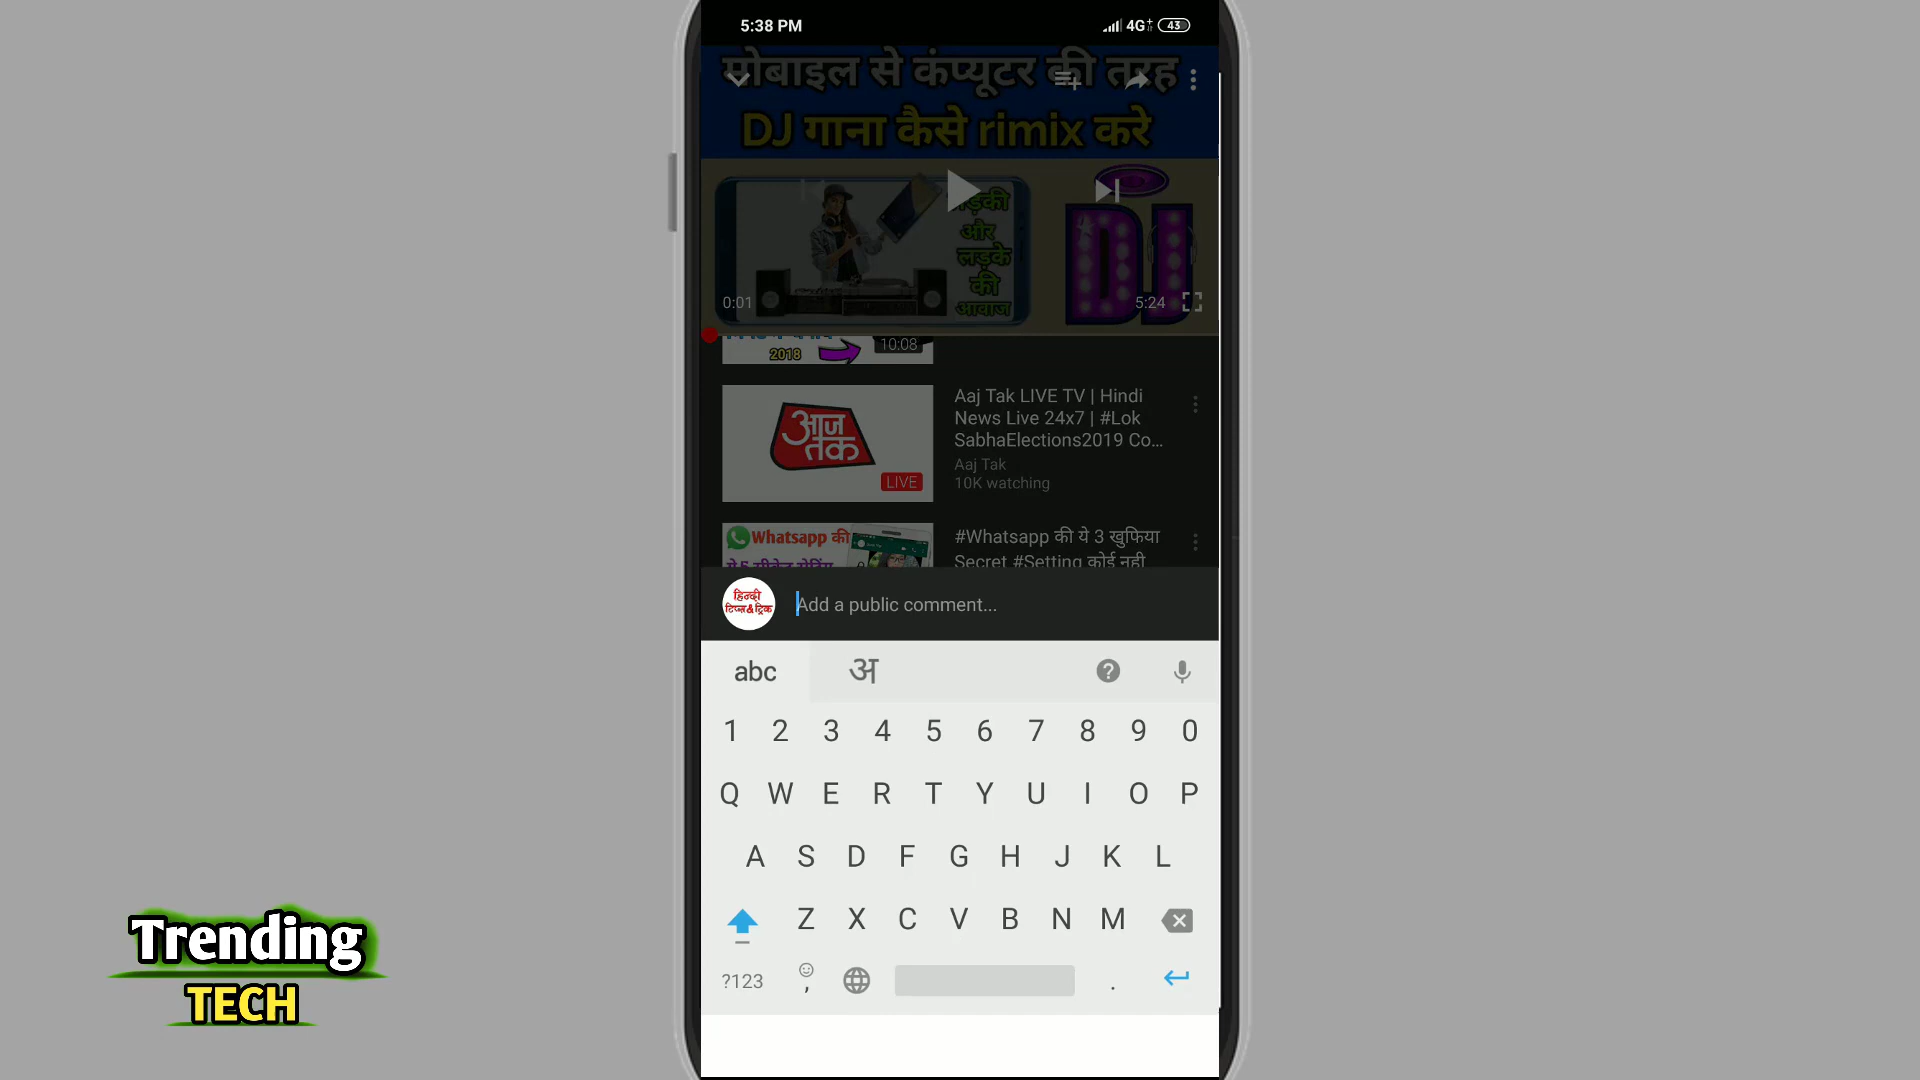 5:38 PM
4G+
43
मोबाइल से कंप्यूटर की तरह
DJ गाना कैसे rimix करे
लड़की
और
लड़के
की
आवाज
DJ
0:01
5:24
2018
10:08
आज
तक
LIVE
Aaj Tak LIVE TV | Hindi
News Live 24x7 | #Lok
SabhaElections2019 Co...
Aaj Tak
10K watching
Whatsapp की
#Whatsapp की ये 3 खुफिया
Secret #Setting कोई नही
हिन्दी
टिप्स&ट्रिक
Add a public comment...
abc
अ
1 2 3 4 5 6 7 8 9 0
Q W E R T Y U I O P
A S D F G H J K L
Z X C V B N M
?123 , .
Trending
TECH